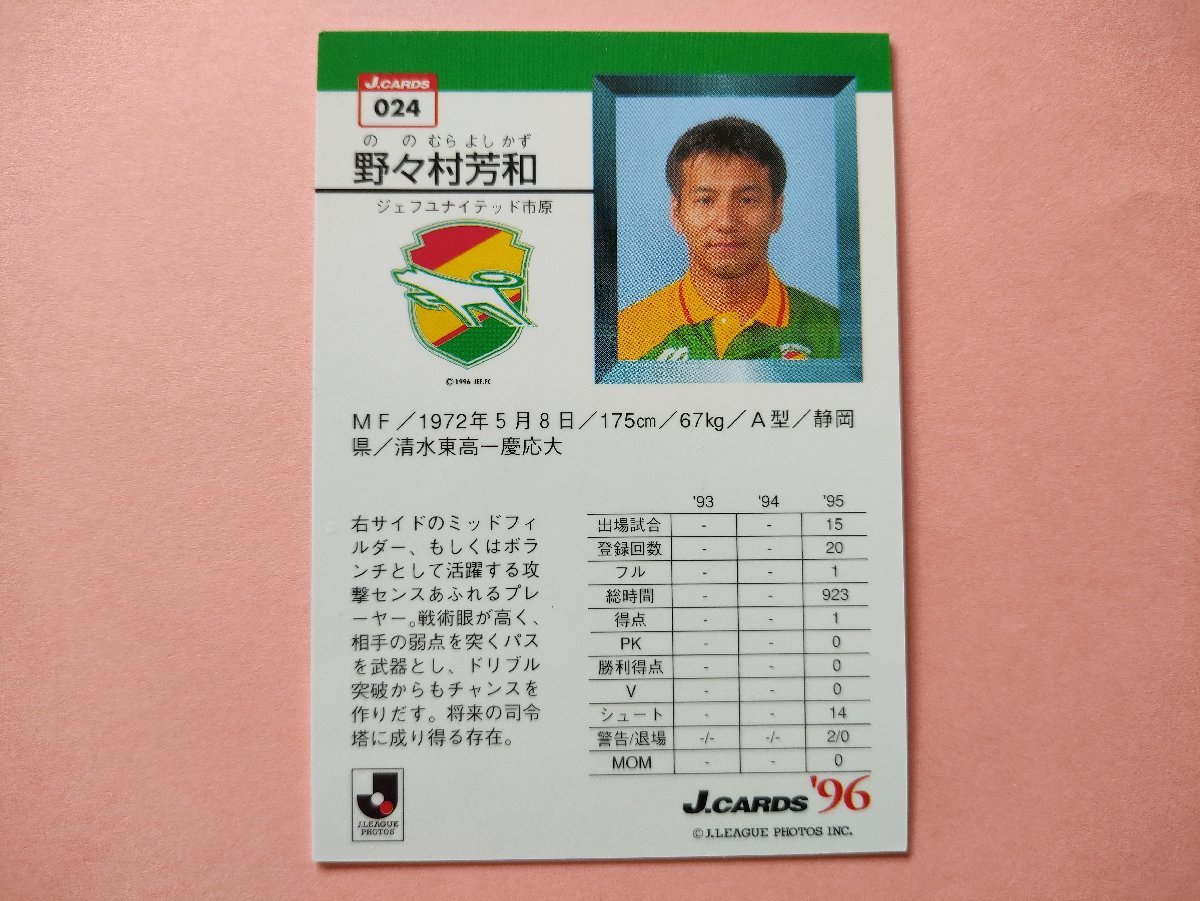 J.CARDS
024
の の むら よし かず
野々村芳和
ジェフユナイテッド市原
©1996 JEF.FC
MF／1972年5月8日／175cm／67kg／A型／静岡
県／清水東高ー慶応大
右サイドのミッドフィ
ルダー、もしくはボラ
ンチとして活躍する攻
撃センスあふれるプレ
ーヤー。戦術眼が高く、
相手の弱点を突くパス
を武器とし、ドリブル
突破からもチャンスを
作りだす。将来の司令
塔に成り得る存在。
'93 '94 '95
出場試合 - - 15
登録回数 - - 20
フル - - 1
総時間 - - 923
得点 - - 1
PK - - 0
勝利得点 - - 0
V - - 0
シュート - - 14
警告/退場 -/- -/- 2/0
MOM - - 0
J.LEAGUE
PHOTOS
J.CARDS '96
©J.LEAGUE PHOTOS INC.